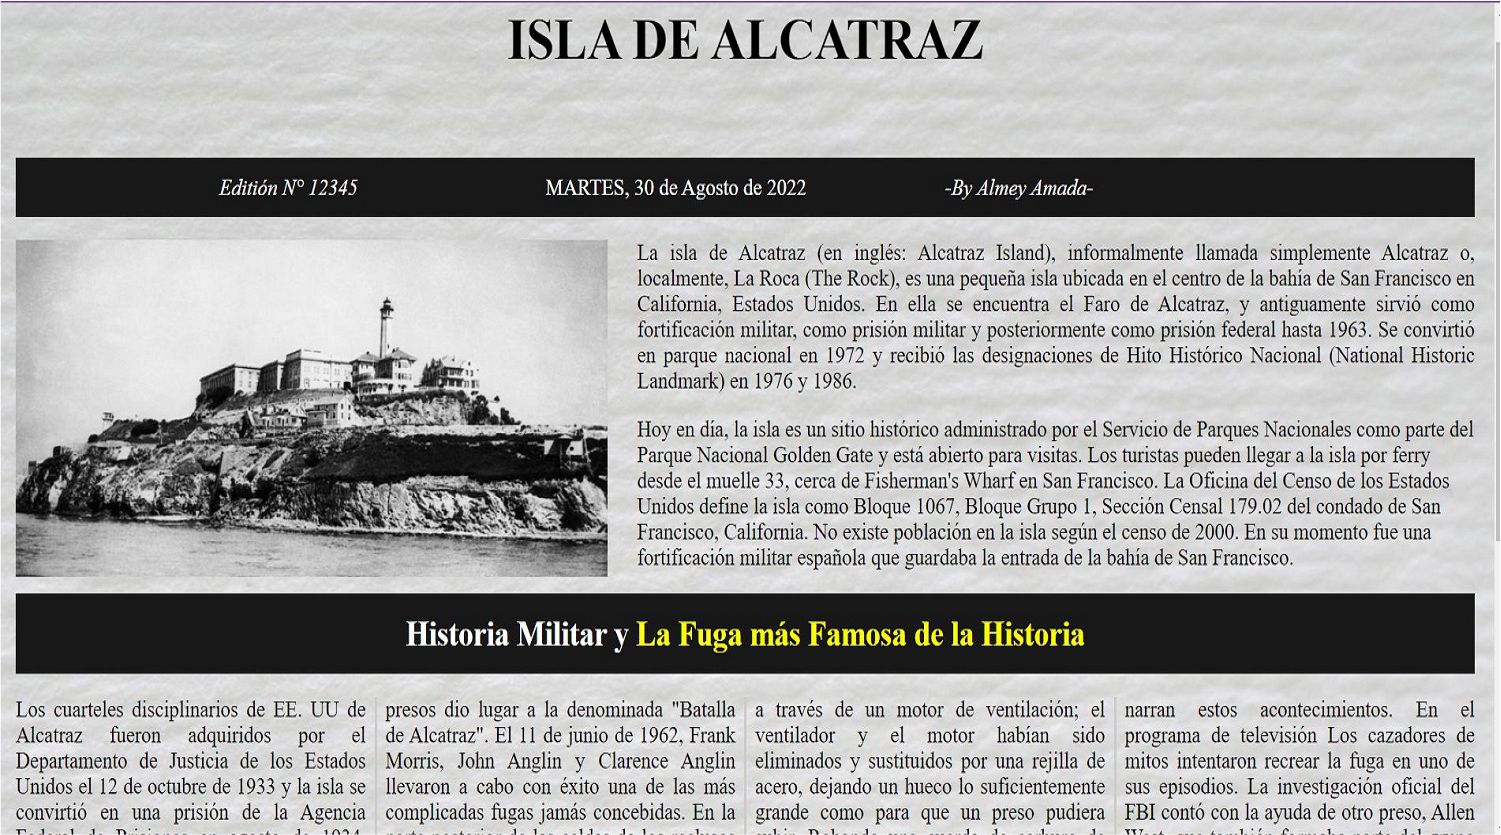 ISLA DE ALCATRAZ
Editión N° 12345
MARTES, 30 de Agosto de 2022
-By Almey Amada-
La isla de Alcatraz (en inglés: Alcatraz Island), informalmente llamada simplemente Alcatraz o,
localmente, La Roca (The Rock), es una pequeña isla ubicada en el centro de la bahía de San Francisco en
California, Estados Unidos. En ella se encuentra el Faro de Alcatraz, y antiguamente sirvió como
fortificación militar, como prisión militar y posteriormente como prisión federal hasta 1963. Se convirtió
en parque nacional en 1972 y recibió las designaciones de Hito Histórico Nacional (National Historic
Landmark) en 1976 y 1986.
Hoy en día, la isla es un sitio histórico administrado por el Servicio de Parques Nacionales como parte del
Parque Nacional Golden Gate y está abierto para visitas. Los turistas pueden llegar a la isla por ferry
desde el muelle 33, cerca de Fisherman's Wharf en San Francisco. La Oficina del Censo de los Estados
Unidos define la isla como Bloque 1067, Bloque Grupo 1, Sección Censal 179.02 del condado de San
Francisco, California. No existe población en la isla según el censo de 2000. En su momento fue una
fortificación militar española que guardaba la entrada de la bahía de San Francisco.
Historia Militar y La Fuga más Famosa de la Historia
Los cuarteles disciplinarios de EE. UU de
Alcatraz fueron adquiridos por el
Departamento de Justicia de los Estados
Unidos el 12 de octubre de 1933 y la isla se
convirtió en una prisión de la Agencia
presos dio lugar a la denominada "Batalla
de Alcatraz". El 11 de junio de 1962, Frank
Morris, John Anglin y Clarence Anglin
llevaron a cabo con éxito una de las más
complicadas fugas jamás concebidas. En la
a través de un motor de ventilación; el
ventilador y el motor habían sido
eliminados y sustituidos por una rejilla de
acero, dejando un hueco lo suficientemente
grande como para que un preso pudiera
narran estos acontecimientos. En el
programa de televisión Los cazadores de
mitos intentaron recrear la fuga en uno de
sus episodios. La investigación oficial del
FBI contó con la ayuda de otro preso, Allen